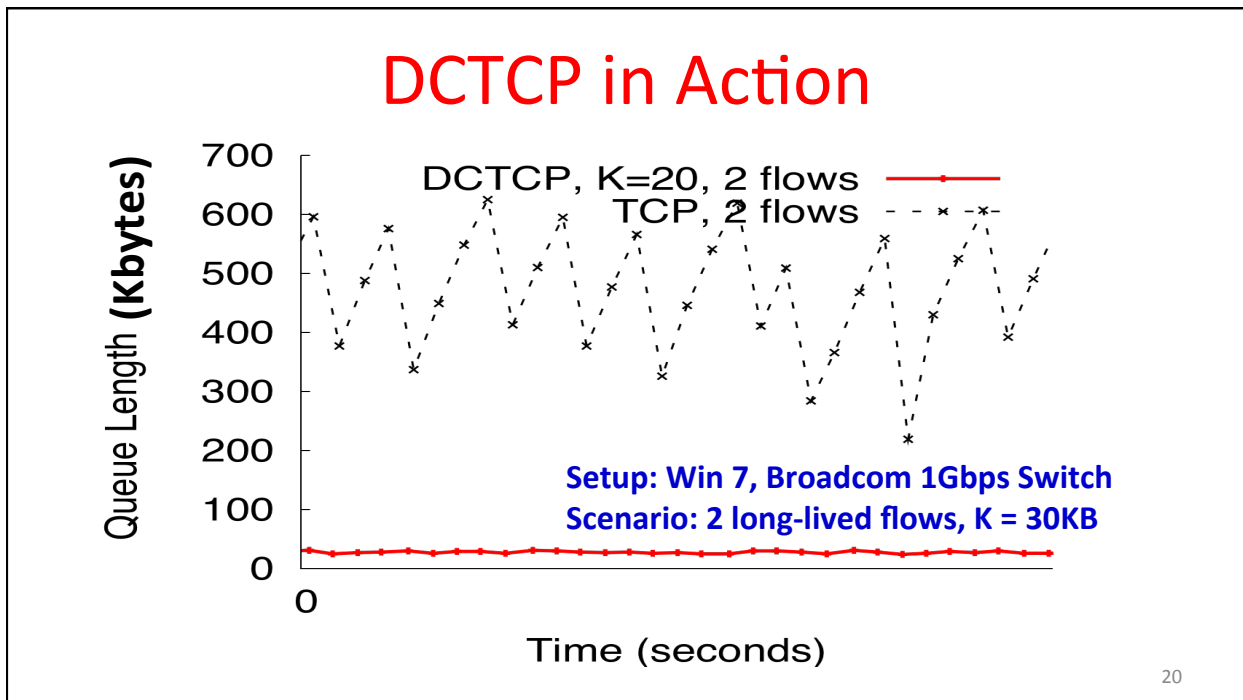 DCTCP in Action
700
600
500
400
300
200
100
0
Queue Length (Kbytes)
DCTCP, K=20, 2 flows
TCP, 2 flows
Setup: Win 7, Broadcom 1Gbps Switch
Scenario: 2 long-lived flows, K = 30KB
0
Time (seconds)
20